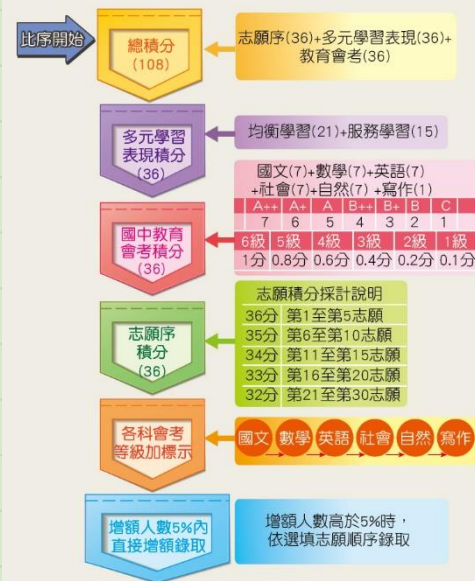 比序開始
總積分
(108)
志願序(36)+多元學習表現(36)+
教育會考(36)
多元學習
表現積分
(36)
均衡學習(21)+服務學習(15)
國中教育
會考積分
(36)
國文(7)+數學(7)+英語(7)
+社會(7)+自然(7)+寫作(1)
A++ A+ A B++ B+ B C
7 6 5 4 3 2 1
6級 5級 4級 3級 2級 1級
1分 0.8分 0.6分 0.4分 0.2分 0.1分
志願序
積分
(36)
志願積分採計說明
36分 第1至第5志願
35分 第6至第10志願
34分 第11至第15志願
33分 第16至第20志願
32分 第21至第30志願
各科會考
等級加標示
國文 數學 英語 社會 自然 寫作
增額人數5%內
直接增額錄取
增額人數高於5%時，
依選填志願順序錄取